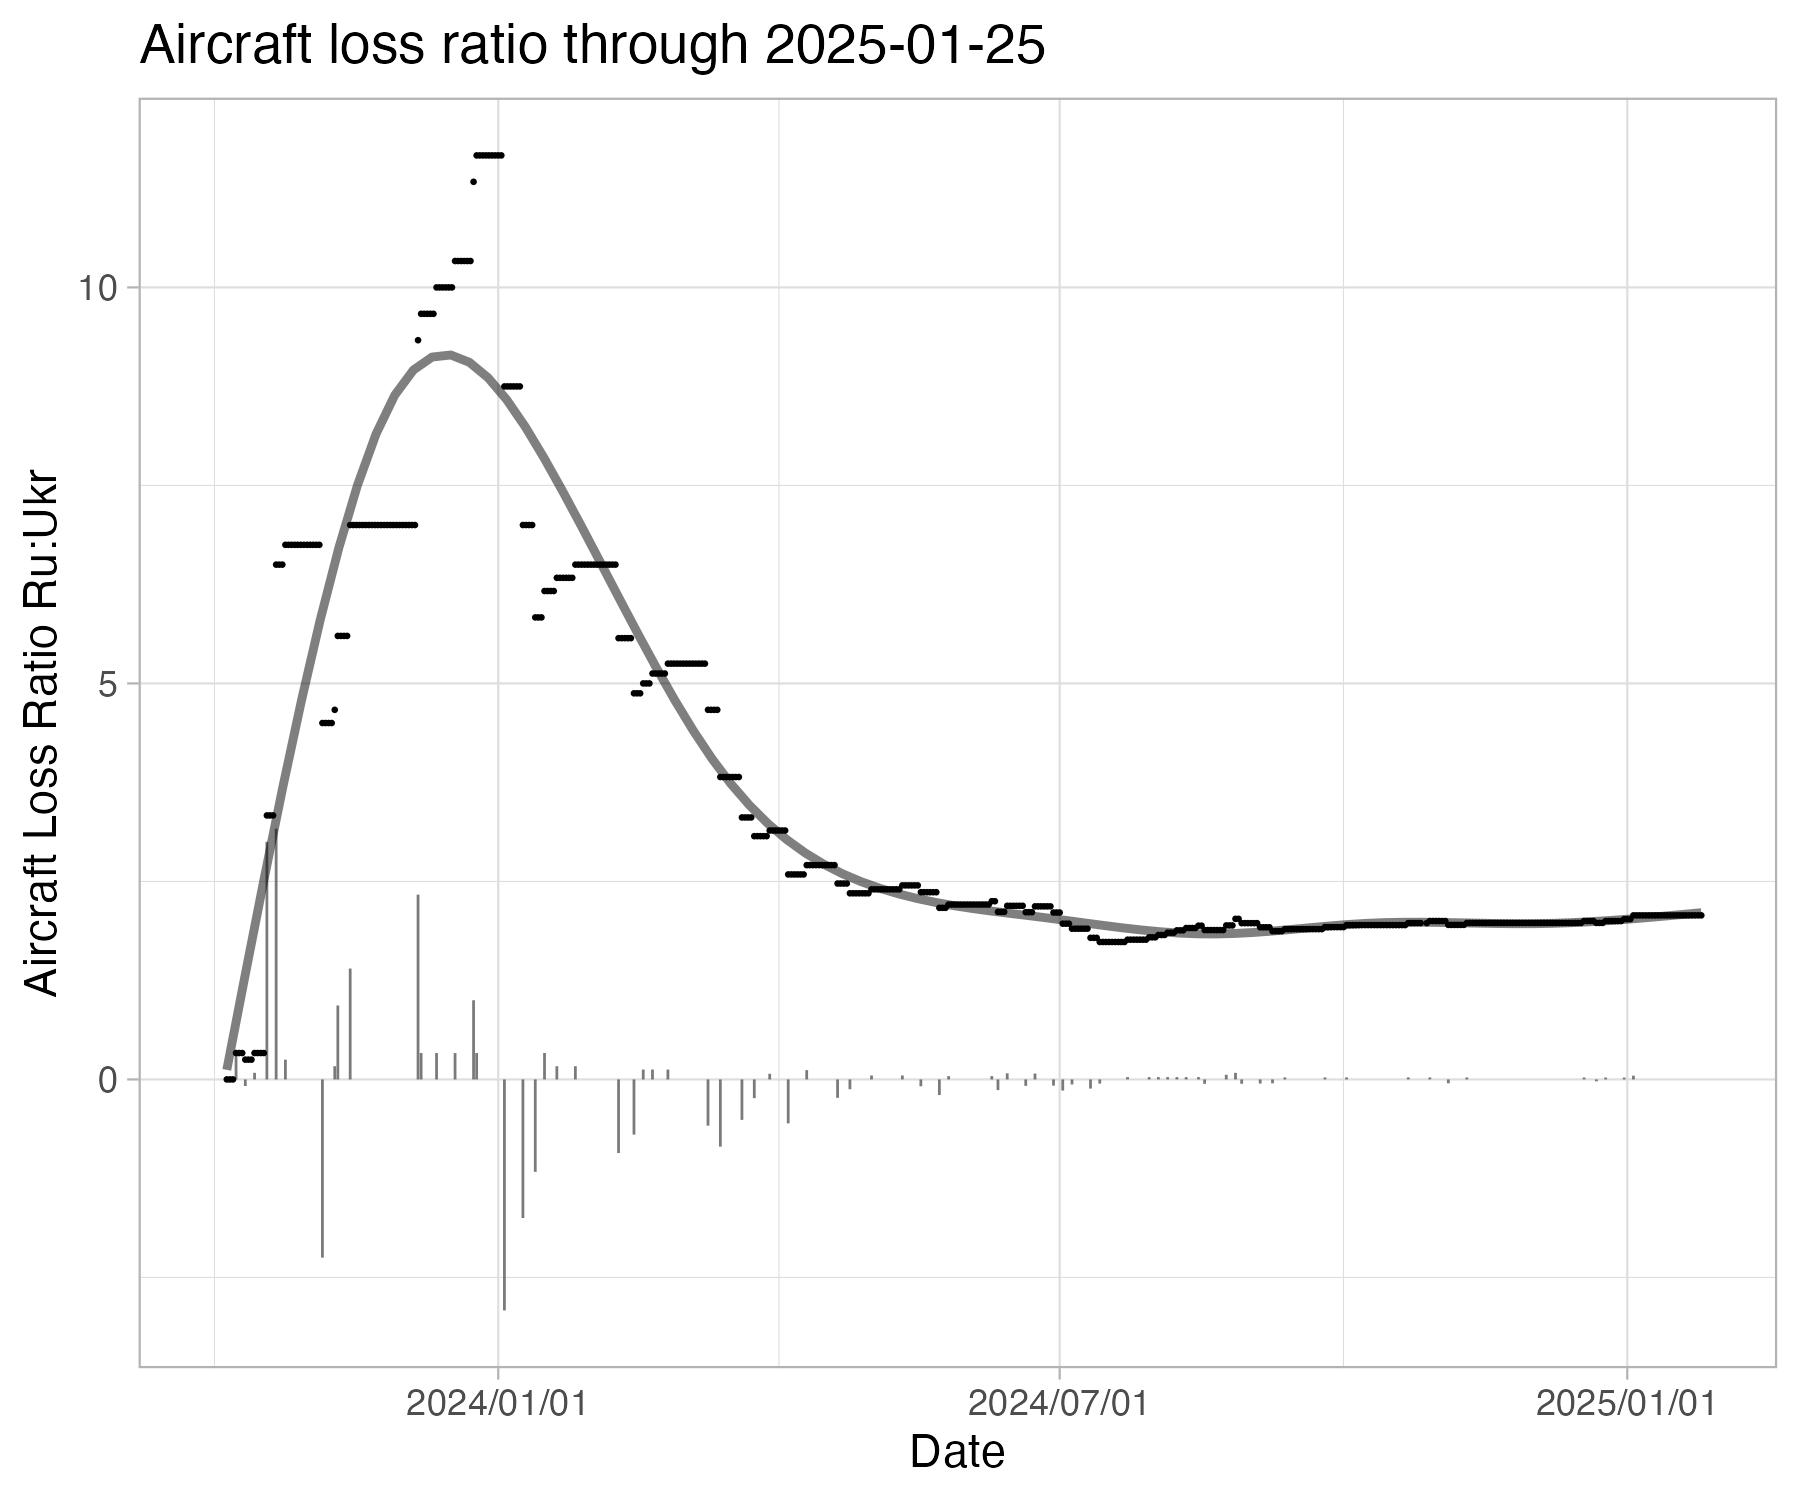 Aircraft loss ratio through 2025-01-25
Aircraft Loss Ratio Ru:Ukr
10
5
0
2024/01/01
2024/07/01
2025/01/01
Date